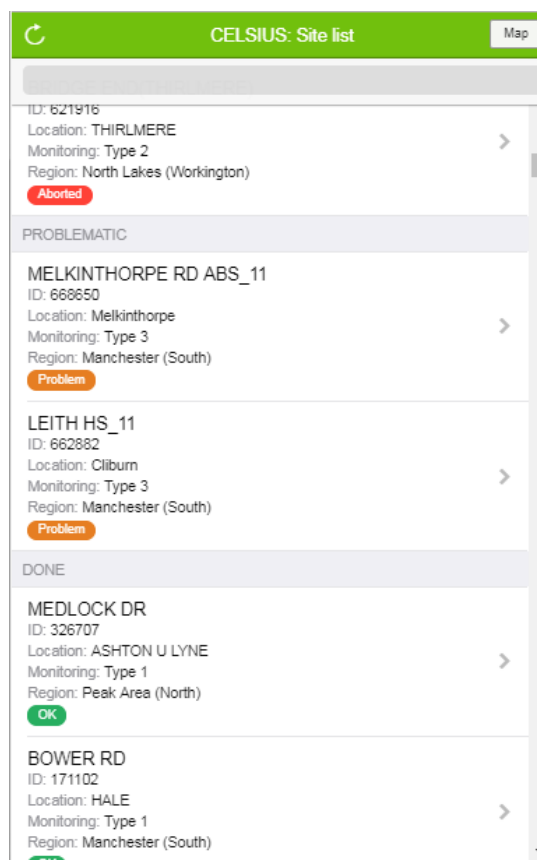 CELSIUS: Site list
Map
ID: 621916
Location: THIRLMERE
Monitoring: Type 2
Region: North Lakes (Workington)
Aborted
PROBLEMATIC
MELKINTHORPE RD ABS_11
ID: 668650
Location: Melkinthorpe
Monitoring: Type 3
Region: Manchester (South)
Problem
LEITH HS_11
ID: 662882
Location: Cliburn
Monitoring: Type 3
Region: Manchester (South)
Problem
DONE
MEDLOCK DR
ID: 326707
Location: ASHTON U LYNE
Monitoring: Type 1
Region: Peak Area (North)
OK
BOWER RD
ID: 171102
Location: HALE
Monitoring: Type 1
Region: Manchester (South)